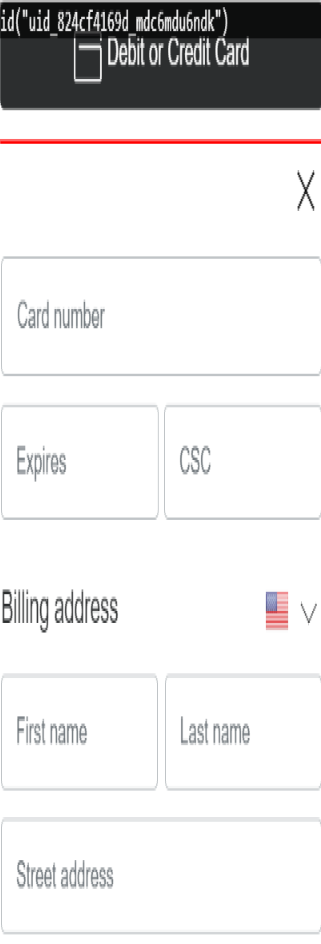 id("uid_824cf4169d_mdc6mdu6ndk")
Debit or Credit Card
Card number
Expires CSC
Billing address
First name Last name
Street address